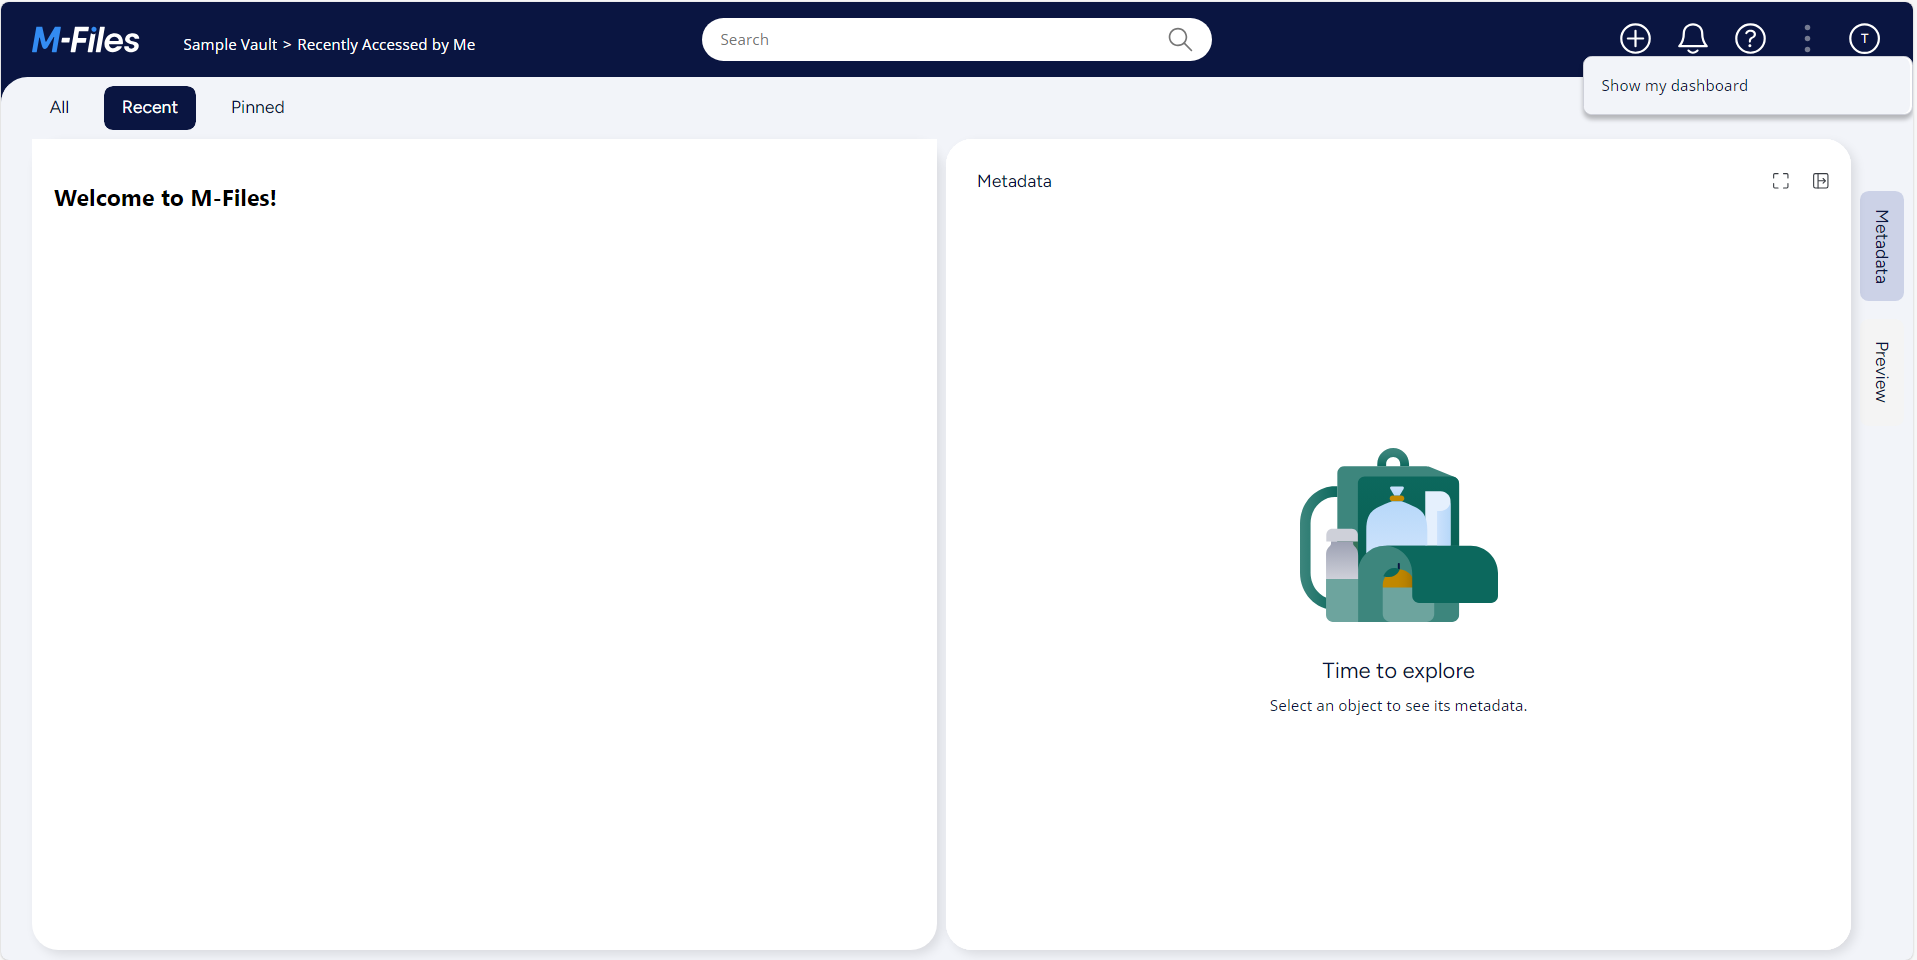 M-Files
Sample Vault > Recently Accessed by Me
Search
?
T
Show my dashboard
All
Recent
Pinned
Welcome to M-Files!
Metadata
Metadata
Preview
Time to explore
Select an object to see its metadata.